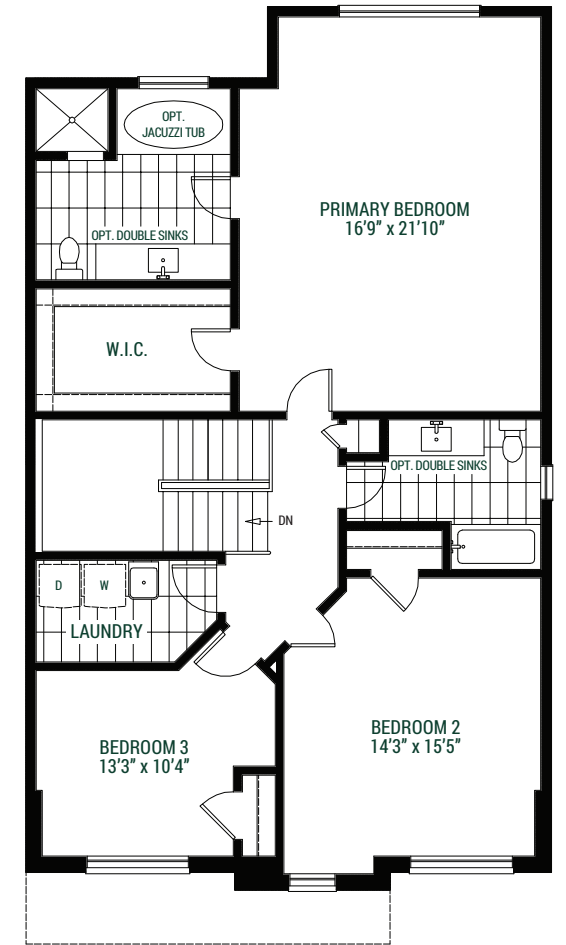 OPT.
JACUZZI TUB
PRIMARY BEDROOM
16'9" x 21'10"
OPT. DOUBLE SINKS
W.I.C.
OPT. DOUBLE SINKS
DN
D
W
LAUNDRY
BEDROOM 2
14'3" x 15'5"
BEDROOM 3
13'3" x 10'4"